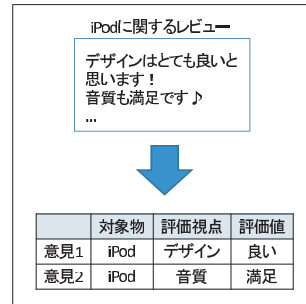 iPodに関するレビュー
デザインはとても良いと
思います！
音質も満足です♪
...
対象物 評価視点 評価値
意見1 iPod デザイン 良い
意見2 iPod 音質 満足